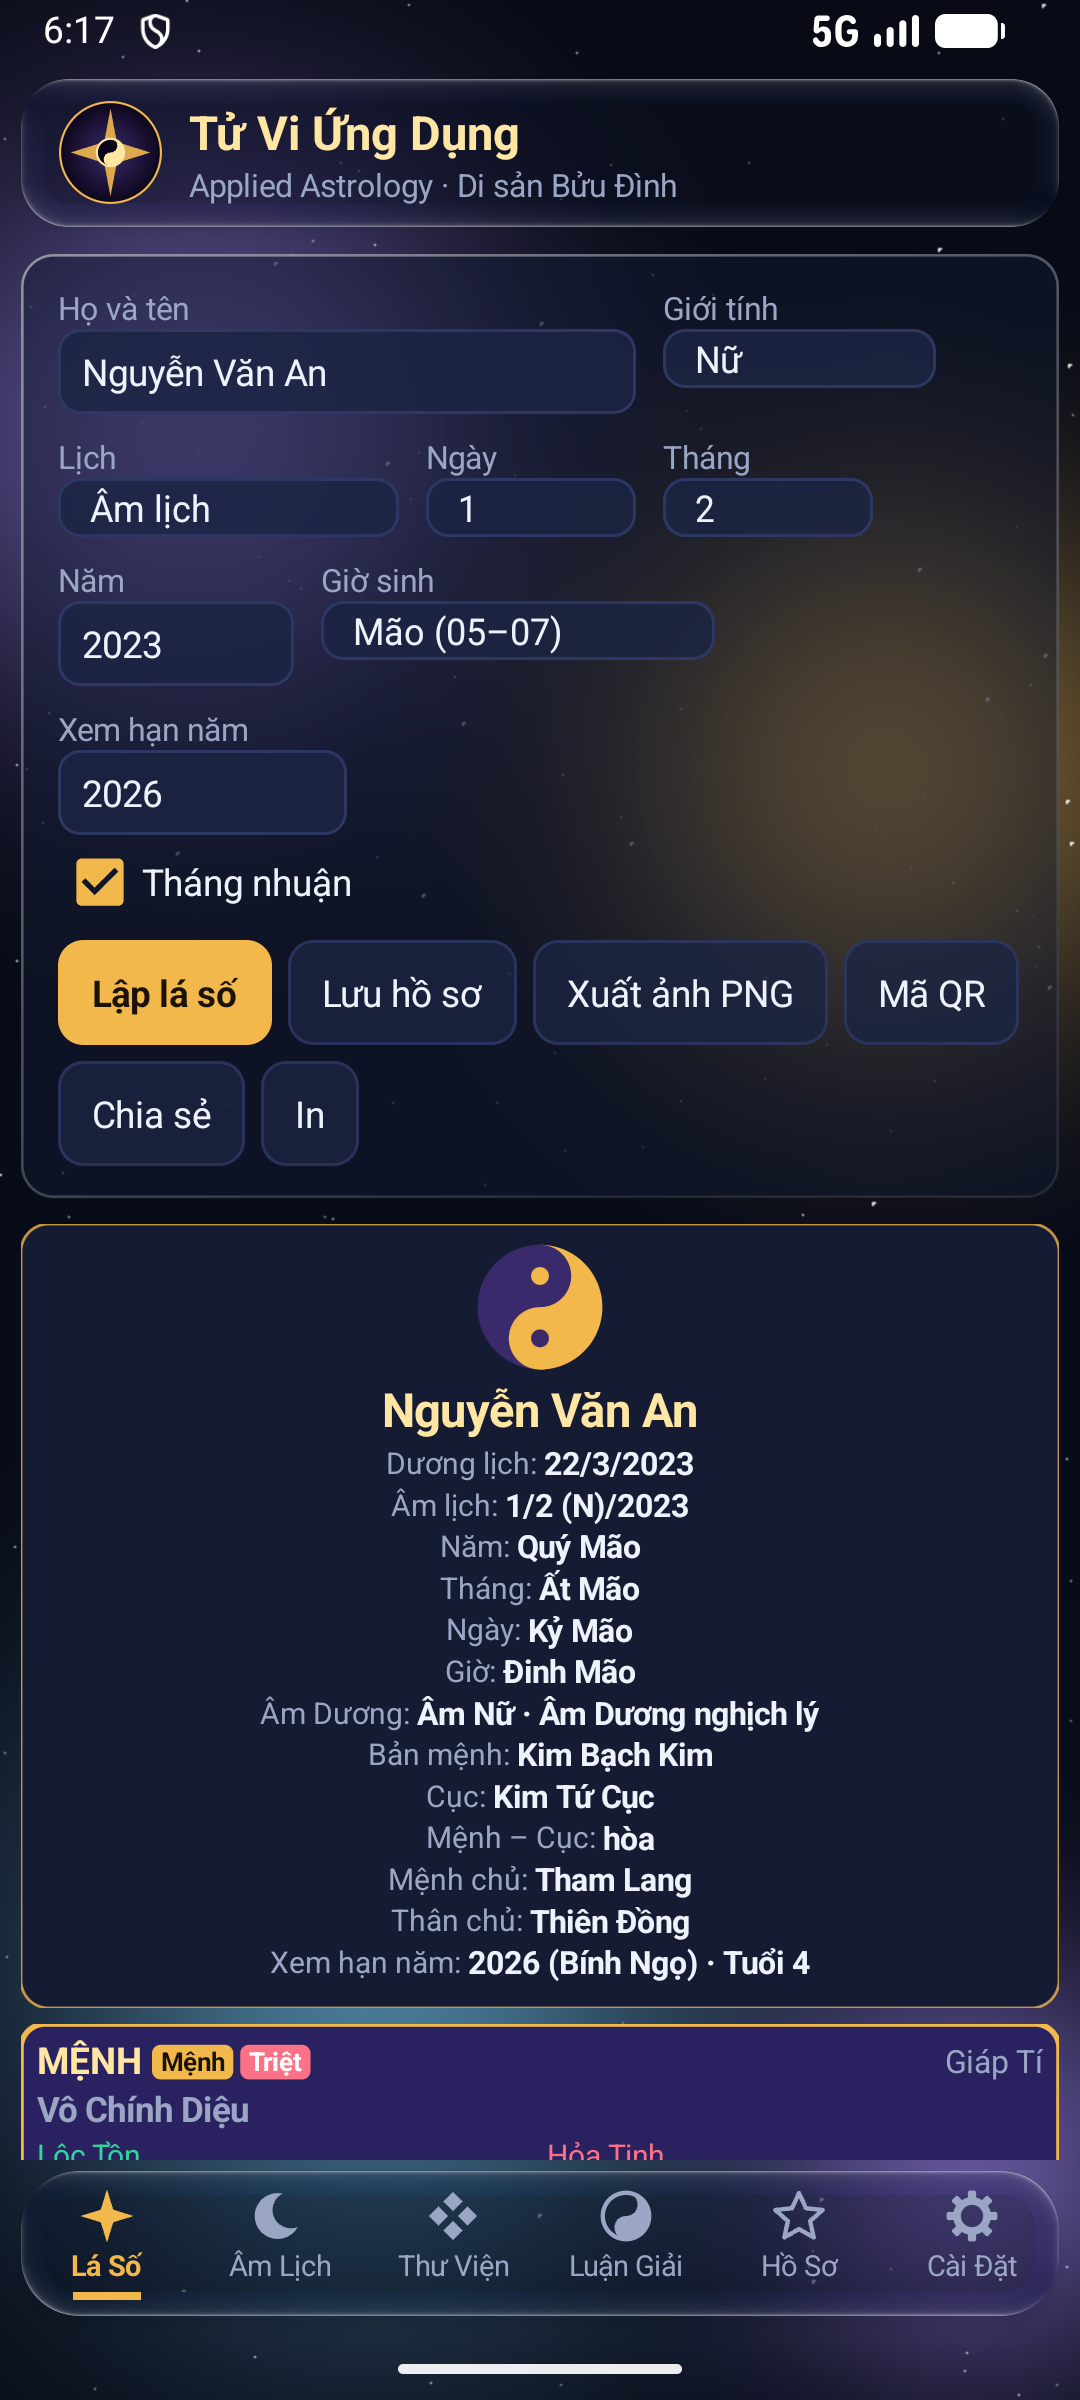 6:17
5G
Tử Vi Ứng Dụng
Applied Astrology · Di sản Bửu Đình
Họ và tên
Giới tính
Nguyễn Văn An
Nữ
Lịch
Ngày
Tháng
Âm lịch
1
2
Năm
Giờ sinh
2023
Mão (05–07)
Xem hạn năm
2026
Tháng nhuận
Lập lá số
Lưu hồ sơ
Xuất ảnh PNG
Mã QR
Chia sẻ
In
Nguyễn Văn An
Dương lịch: 22/3/2023
Âm lịch: 1/2 (N)/2023
Năm: Quý Mão
Tháng: Ất Mão
Ngày: Kỷ Mão
Giờ: Đinh Mão
Âm Dương: Âm Nữ · Âm Dương nghịch lý
Bản mệnh: Kim Bạch Kim
Cục: Kim Tứ Cục
Mệnh – Cục: hòa
Mệnh chủ: Tham Lang
Thân chủ: Thiên Đồng
Xem hạn năm: 2026 (Bính Ngọ) · Tuổi 4
MỆNH Mệnh Triệt Giáp Tí
Vô Chính Diệu
Lộc Tồn Hỏa Tinh
Lá Số
Âm Lịch
Thư Viện
Luận Giải
Hồ Sơ
Cài Đặt